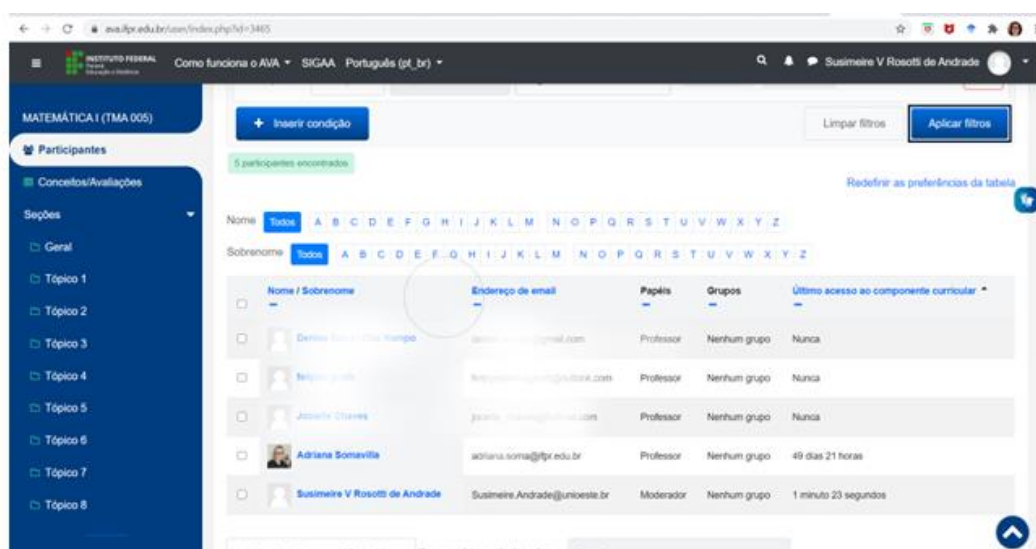 ava.ifpr.edu.br/user/index.php?id=3465
INSTITUTO FEDERAL
Paraná
Como funciona o AVA SIGAA Português (pt_br) Susimeire V Rosotti de Andrade
MATEMÁTICA I (TMA 005)
Participantes
Conceitos/Avaliações
Seções
Geral
Tópico 1
Tópico 2
Tópico 3
Tópico 4
Tópico 5
Tópico 6
Tópico 7
Tópico 8
+ Inserir condição Limpar filtros Aplicar filtros
5 participantes encontrados
Redefinir as preferências da tabela
Nome Todos A B C D E F G H I J K L M N O P Q R S T U V W X Y Z
Sobrenome Todos A B C D E F G H I J K L M N O P Q R S T U V W X Y Z
Nome / Sobrenome Endereço de email Papéis Grupos Último acesso ao componente curricular
Professor Nenhum grupo Nunca
Professor Nenhum grupo Nunca
Professor Nenhum grupo Nunca
Adriana Somavilla adriana.soma@ifpr.edu.br Professor Nenhum grupo 49 dias 21 horas
Susimeire V Rosotti de Andrade Susimeire.Andrade@unioeste.br Moderador Nenhum grupo 1 minuto 23 segundos